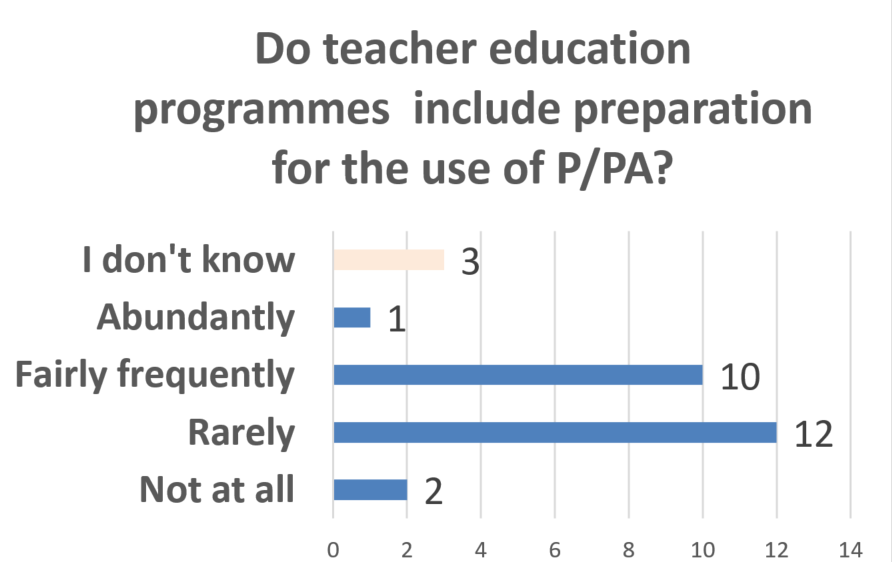 Do teacher education
programmes  include preparation
for the use of P/PA?
I don't know 3
Abundantly 1
Fairly frequently 10
Rarely 12
Not at all 2
0 2 4 6 8 10 12 14